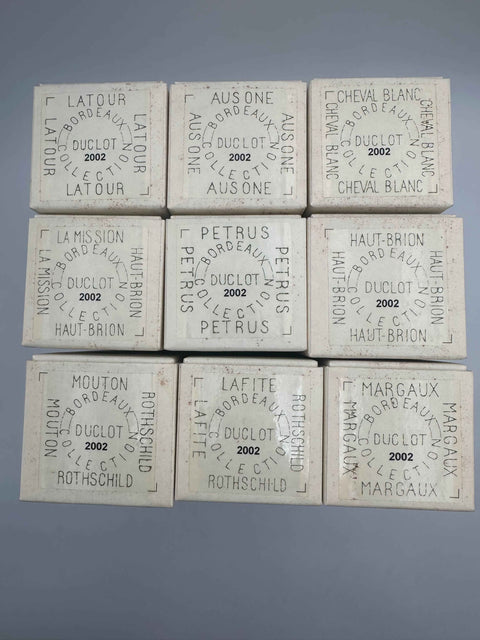 LATOUR
LATOUR
BORDEAUX
DUCLOT
2002
COLLECTION
LATOUR
LATOUR
AUSONE
AUSONE
BORDEAUX
DUCLOT
2002
COLLECTION
AUSONE
AUSONE
CHEVAL BLANC
CHEVAL BLANC
BORDEAUX
DUCLOT
2002
COLLECTION
CHEVAL BLANC
CHEVAL BLANC
LA MISSION
LA MISSION
BORDEAUX
DUCLOT
2002
COLLECTION
HAUT-BRION
HAUT-BRION
PETRUS
PETRUS
BORDEAUX
DUCLOT
2002
COLLECTION
PETRUS
PETRUS
HAUT-BRION
HAUT-BRION
BORDEAUX
DUCLOT
2002
COLLECTION
HAUT-BRION
HAUT-BRION
MOUTON
MOUTON
BORDEAUX
DUCLOT
2002
COLLECTION
ROTHSCHILD
ROTHSCHILD
LAFITE
LAFITE
BORDEAUX
DUCLOT
2002
COLLECTION
ROTHSCHILD
ROTHSCHILD
MARGAUX
MARGAUX
BORDEAUX
DUCLOT
2002
COLLECTION
MARGAUX
MARGAUX